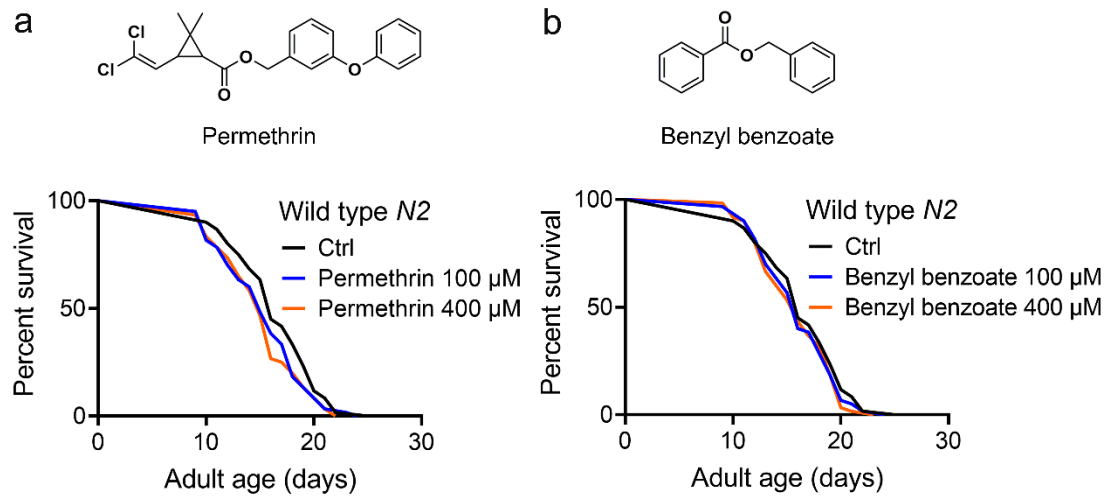 a
Cl
Cl
O
O
O
Permethrin
Percent survival
100
50
0
Wild type N2
Ctrl
Permethrin 100 µM
Permethrin 400 µM
0 10 20 30
Adult age (days)
b
O
O
Benzyl benzoate
Percent survival
100
50
0
Wild type N2
Ctrl
Benzyl benzoate 100 µM
Benzyl benzoate 400 µM
0 10 20 30
Adult age (days)